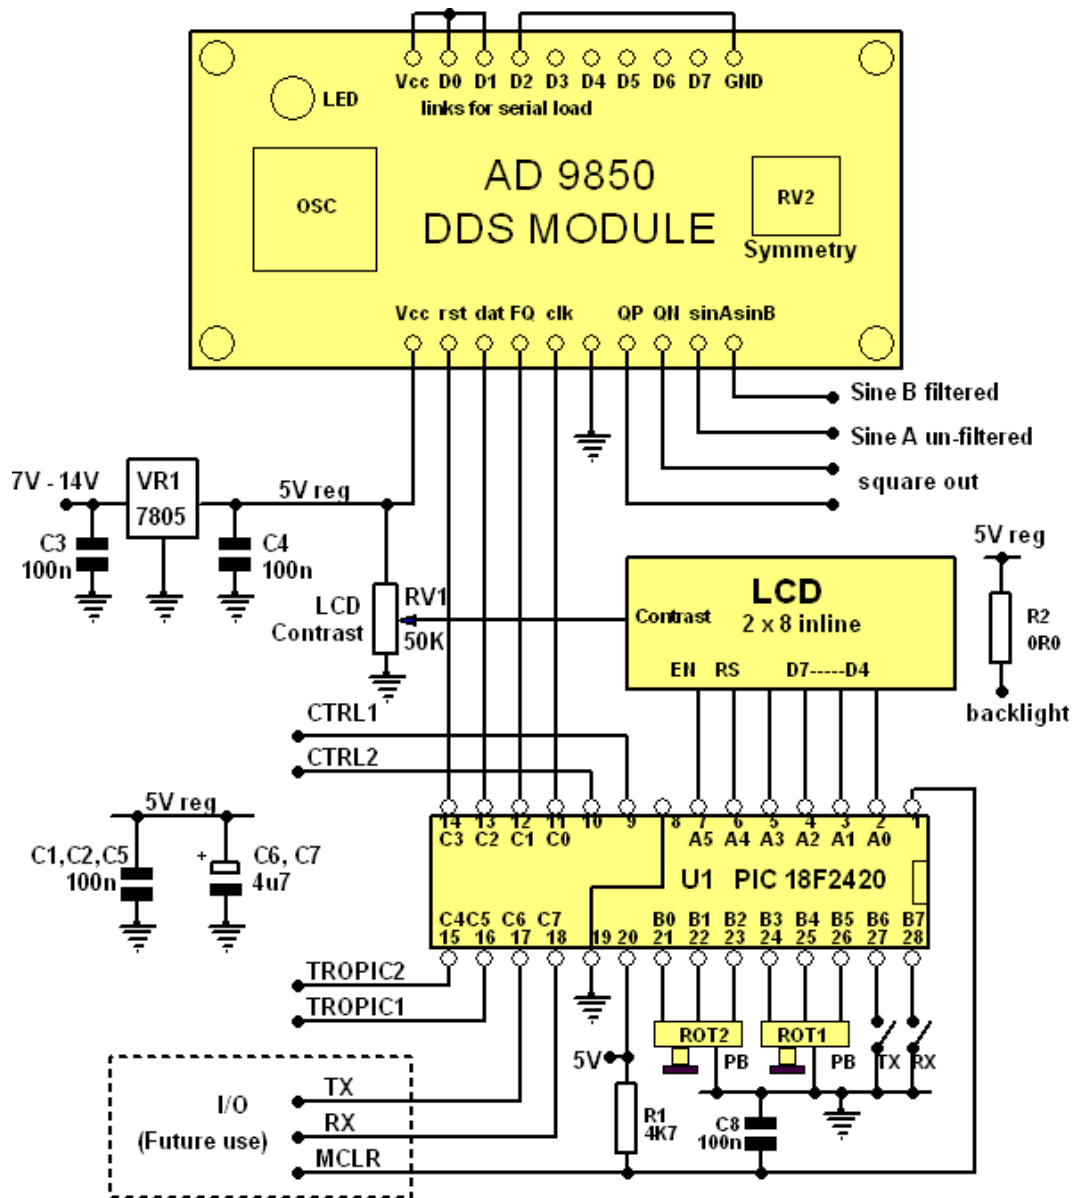 Vcc D0 D1 D2 D3 D4 D5 D6 D7 GND
links for serial load
LED
AD 9850
DDS MODULE
OSC
RV2
Symmetry
Vcc rst dat FQ clk QP QN sinAsinB
Sine B filtered
Sine A un-filtered
square out
7V - 14V
VR1
7805
5V reg
C3
100n
C4
100n
LCD
Contrast
RV1
50K
Contrast
LCD
2 x 8 inline
EN RS D7-----D4
5V reg
R2
0R0
backlight
CTRL1
CTRL2
5V reg
C1,C2,C5
100n
+
C6, C7
4u7
14 13 12 11 10 9 8 7 6 5 4 3 2 1
C3 C2 C1 C0 A5 A4 A3 A2 A1 A0
U1 PIC 18F2420
C4 C5 C6 C7 B0 B1 B2 B3 B4 B5 B6 B7
15 16 17 18 19 20 21 22 23 24 25 26 27 28
TROPIC2
TROPIC1
ROT2
PB
ROT1
PB
TX
RX
5V
R1
4K7
C8
100n
I/O
(Future use)
TX
RX
MCLR